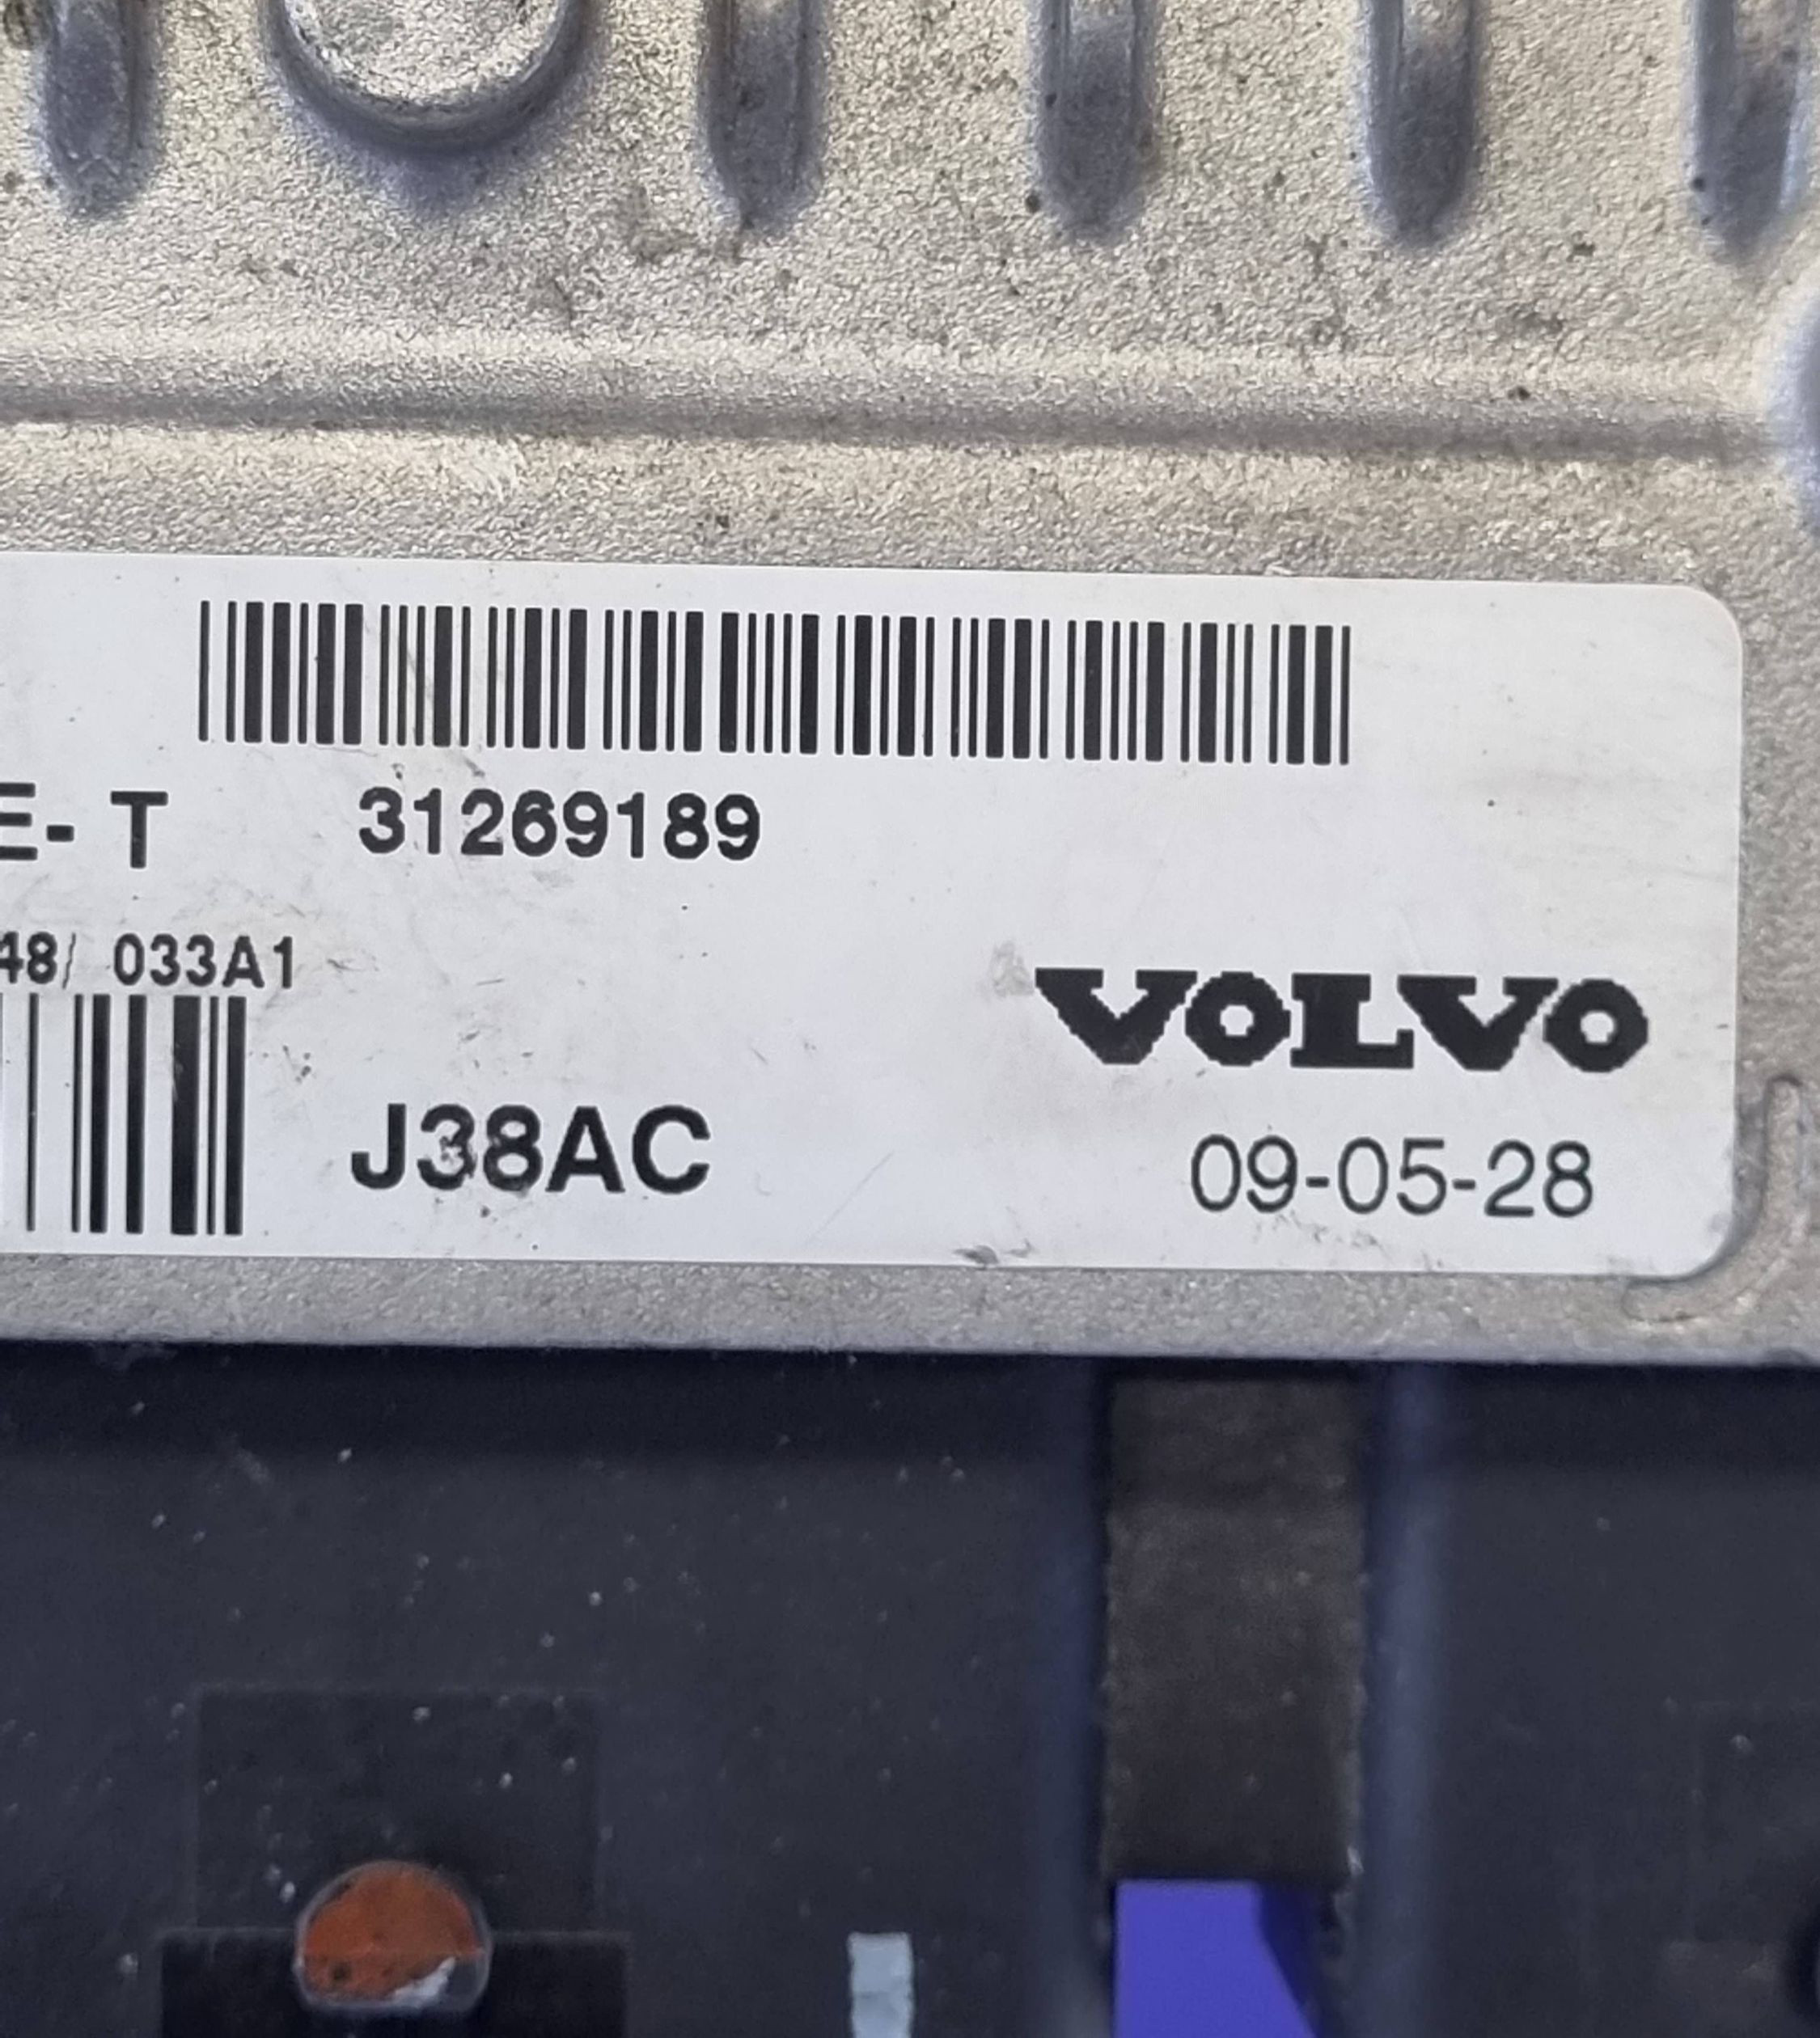 E- T 31269189
48/ 033A1
VOLVO
J38AC
09-05-28